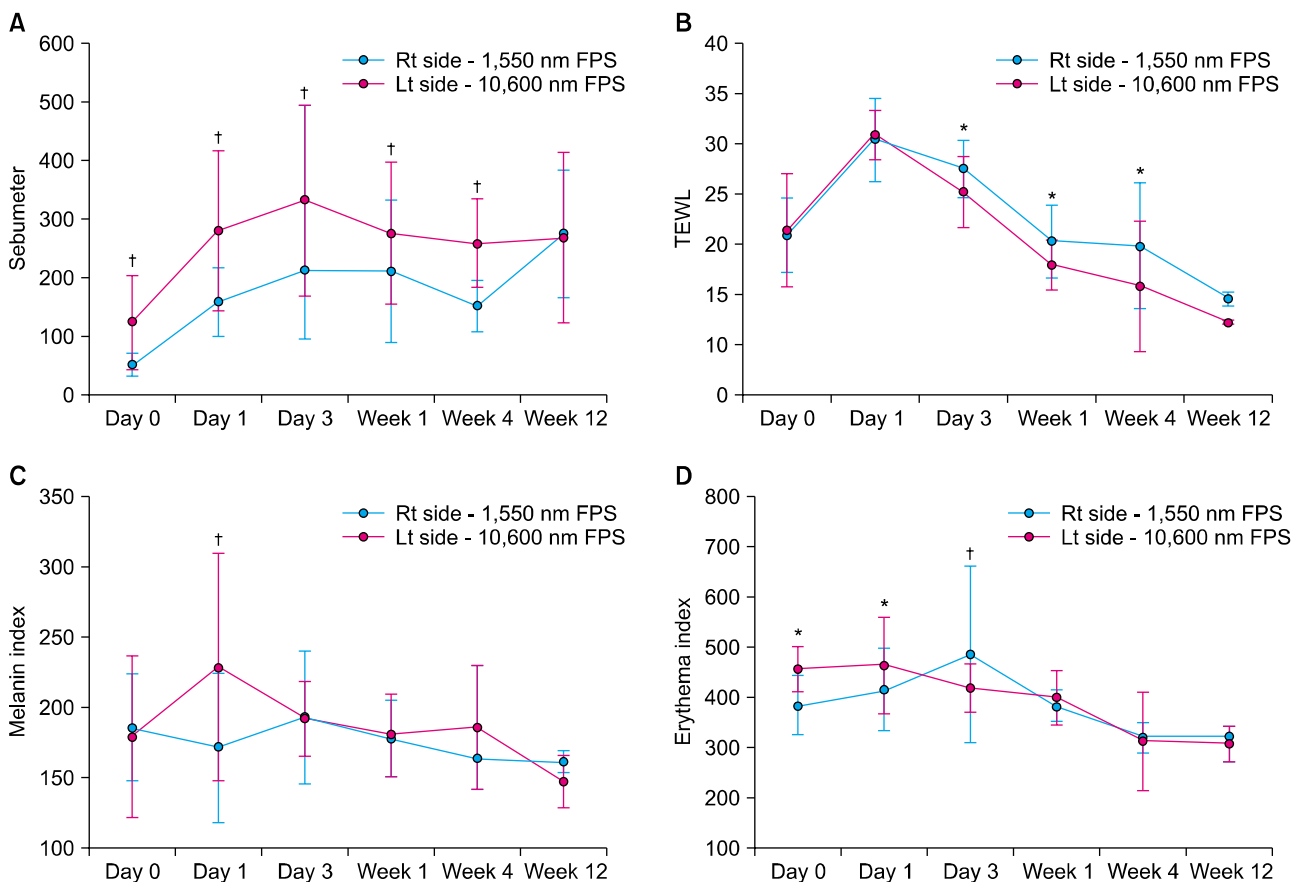 A
600
500
400
300
200
100
0
Sebumeter
Rt side - 1,550 nm FPS
Lt side - 10,600 nm FPS
† † † † †
Day 0 Day 1 Day 3 Week 1 Week 4 Week 12
B
40
35
30
25
20
15
10
0
TEWL
Rt side - 1,550 nm FPS
Lt side - 10,600 nm FPS
* * *
Day 0 Day 1 Day 3 Week 1 Week 4 Week 12
C
350
300
250
200
150
100
Melanin index
Rt side - 1,550 nm FPS
Lt side - 10,600 nm FPS
†
Day 0 Day 1 Day 3 Week 1 Week 4 Week 12
D
800
700
600
500
400
300
200
100
Erythema index
Rt side - 1,550 nm FPS
Lt side - 10,600 nm FPS
* * †
Day 0 Day 1 Day 3 Week 1 Week 4 Week 12